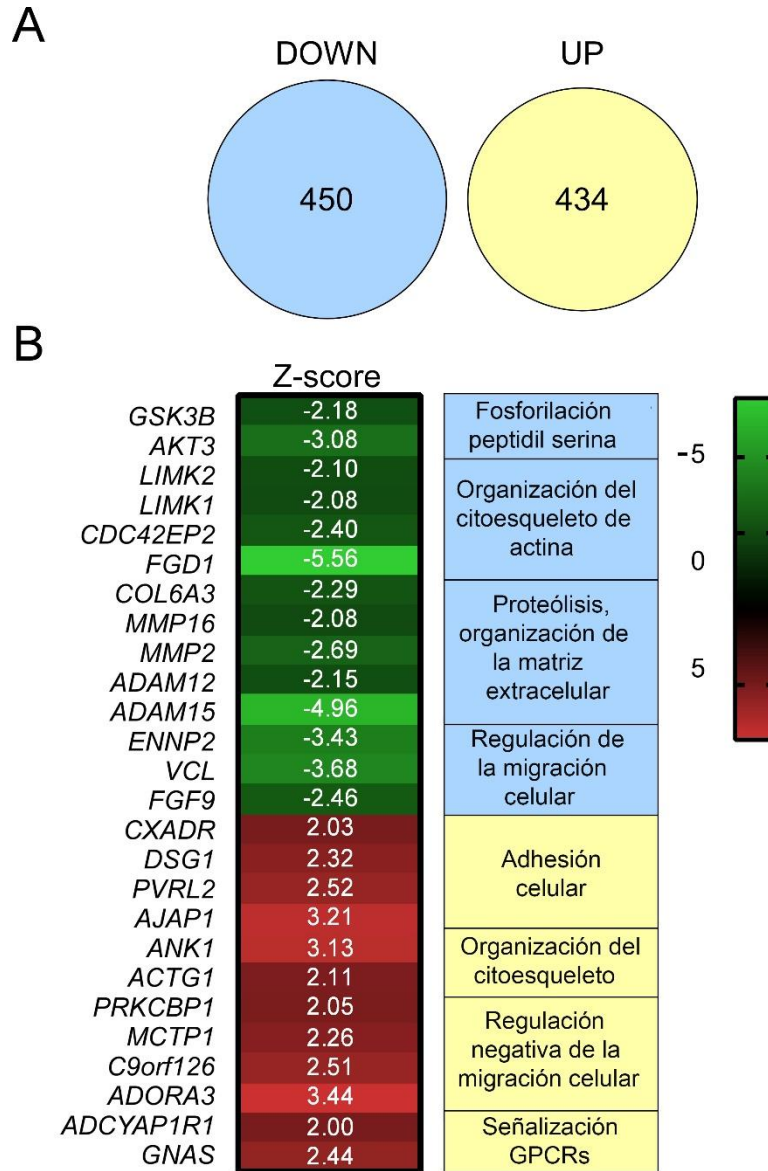 A
DOWN
UP
450
434
B
Z-score
GSK3B
-2.18
AKT3
-3.08
LIMK2
-2.10
LIMK1
-2.08
CDC42EP2
-2.40
FGD1
-5.56
COL6A3
-2.29
MMP16
-2.08
MMP2
-2.69
ADAM12
-2.15
ADAM15
-4.96
ENNP2
-3.43
VCL
-3.68
FGF9
-2.46
CXADR
2.03
DSG1
2.32
PVRL2
2.52
AJAP1
3.21
ANK1
3.13
ACTG1
2.11
PRKCBP1
2.05
MCTP1
2.26
C9orf126
2.51
ADORA3
3.44
ADCYAP1R1
2.00
GNAS
2.44
Fosforilación
peptidil serina
Organización del
citoesqueleto de
actina
Proteólisis,
organización de
la matriz
extracelular
Regulación de
la migración
celular
Adhesión
celular
Organización del
citoesqueleto
Regulación
negativa de la
migración celular
Señalización
GPCRs
-5
0
5